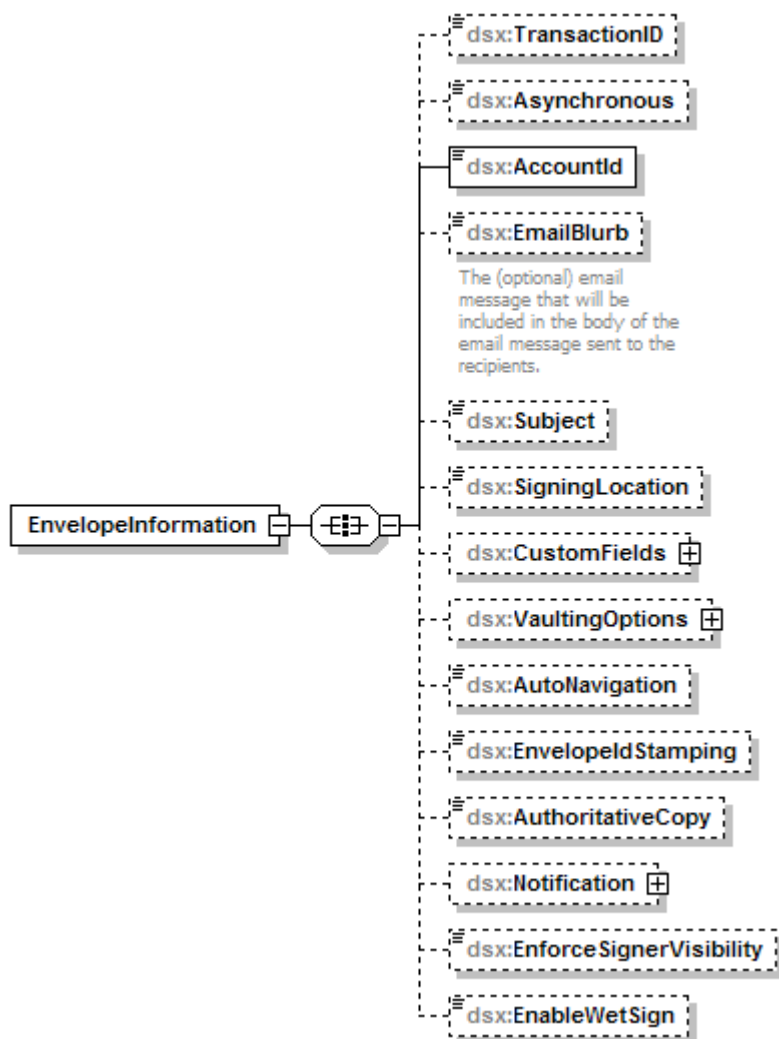 dsx:TransactionID
dsx:Asynchronous
dsx:AccountId
dsx:EmailBlurb
The (optional) email
message that will be
included in the body of the
email message sent to the
recipients.
dsx:Subject
dsx:SigningLocation
EnvelopeInformation
dsx:CustomFields
dsx:VaultingOptions
dsx:AutoNavigation
dsx:EnvelopeIdStamping
dsx:AuthoritativeCopy
dsx:Notification
dsx:EnforceSignerVisibility
dsx:EnableWetSign